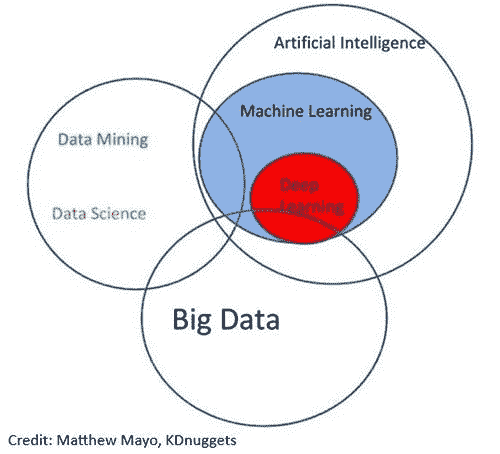 Artificial Intelligence
Machine Learning
Data Mining
Deep
Learning
Data Science
Big Data
Credit: Matthew Mayo, KDnuggets